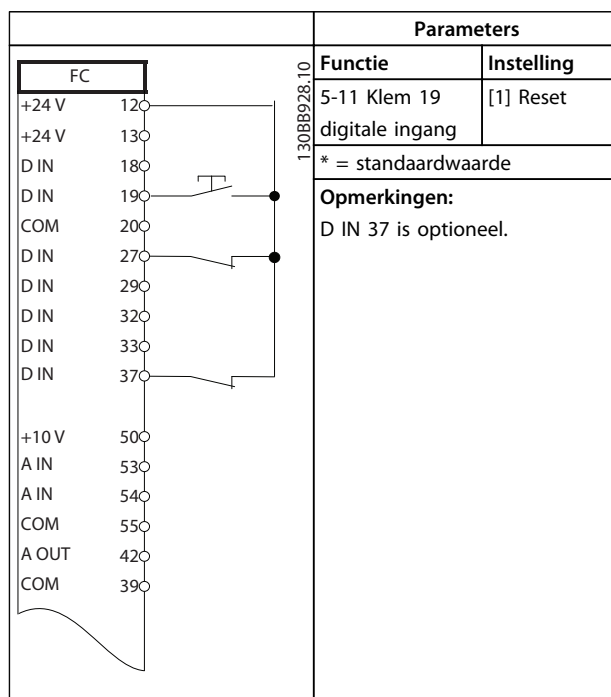 FC
+24 V 12
+24 V 13
D IN 18
D IN 19
COM 20
D IN 27
D IN 29
D IN 32
D IN 33
D IN 37
+10 V 50
A IN 53
A IN 54
COM 55
A OUT 42
COM 39
130BB928.10
Parameters
Functie Instelling
5-11 Klem 19 [1] Reset
digitale ingang
* = standaardwaarde
Opmerkingen:
D IN 37 is optioneel.